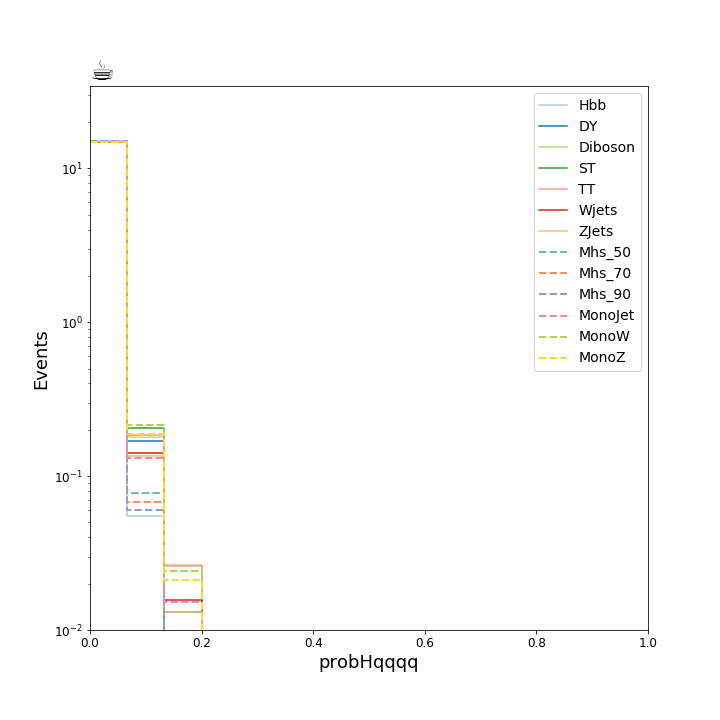 ☕
Hbb
DY
Diboson
ST
TT
Wjets
ZJets
Mhs_50
Mhs_70
Mhs_90
MonoJet
MonoW
MonoZ
Events
10^1
10^0
10^-1
10^-2
0.0 0.2 0.4 0.6 0.8 1.0
probHqqqq